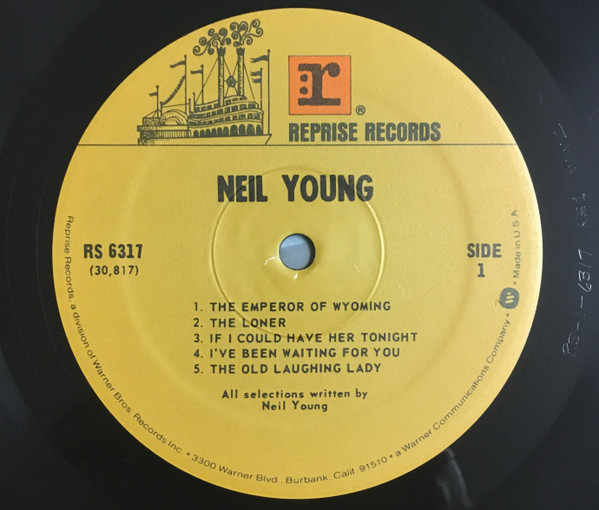 r
®
REPRISE RECORDS
NEIL YOUNG
RS 6317
(30,817)
SIDE
1
1. THE EMPEROR OF WYOMING
2. THE LONER
3. IF I COULD HAVE HER TONIGHT
4. I'VE BEEN WAITING FOR YOU
5. THE OLD LAUGHING LADY
All selections written by
Neil Young
Reprise Records, a division of Warner Bros. Records Inc. • 3300 Warner Blvd., Burbank, Calif. 91510 • a Warner Communications Company • W • Made in U.S.A.